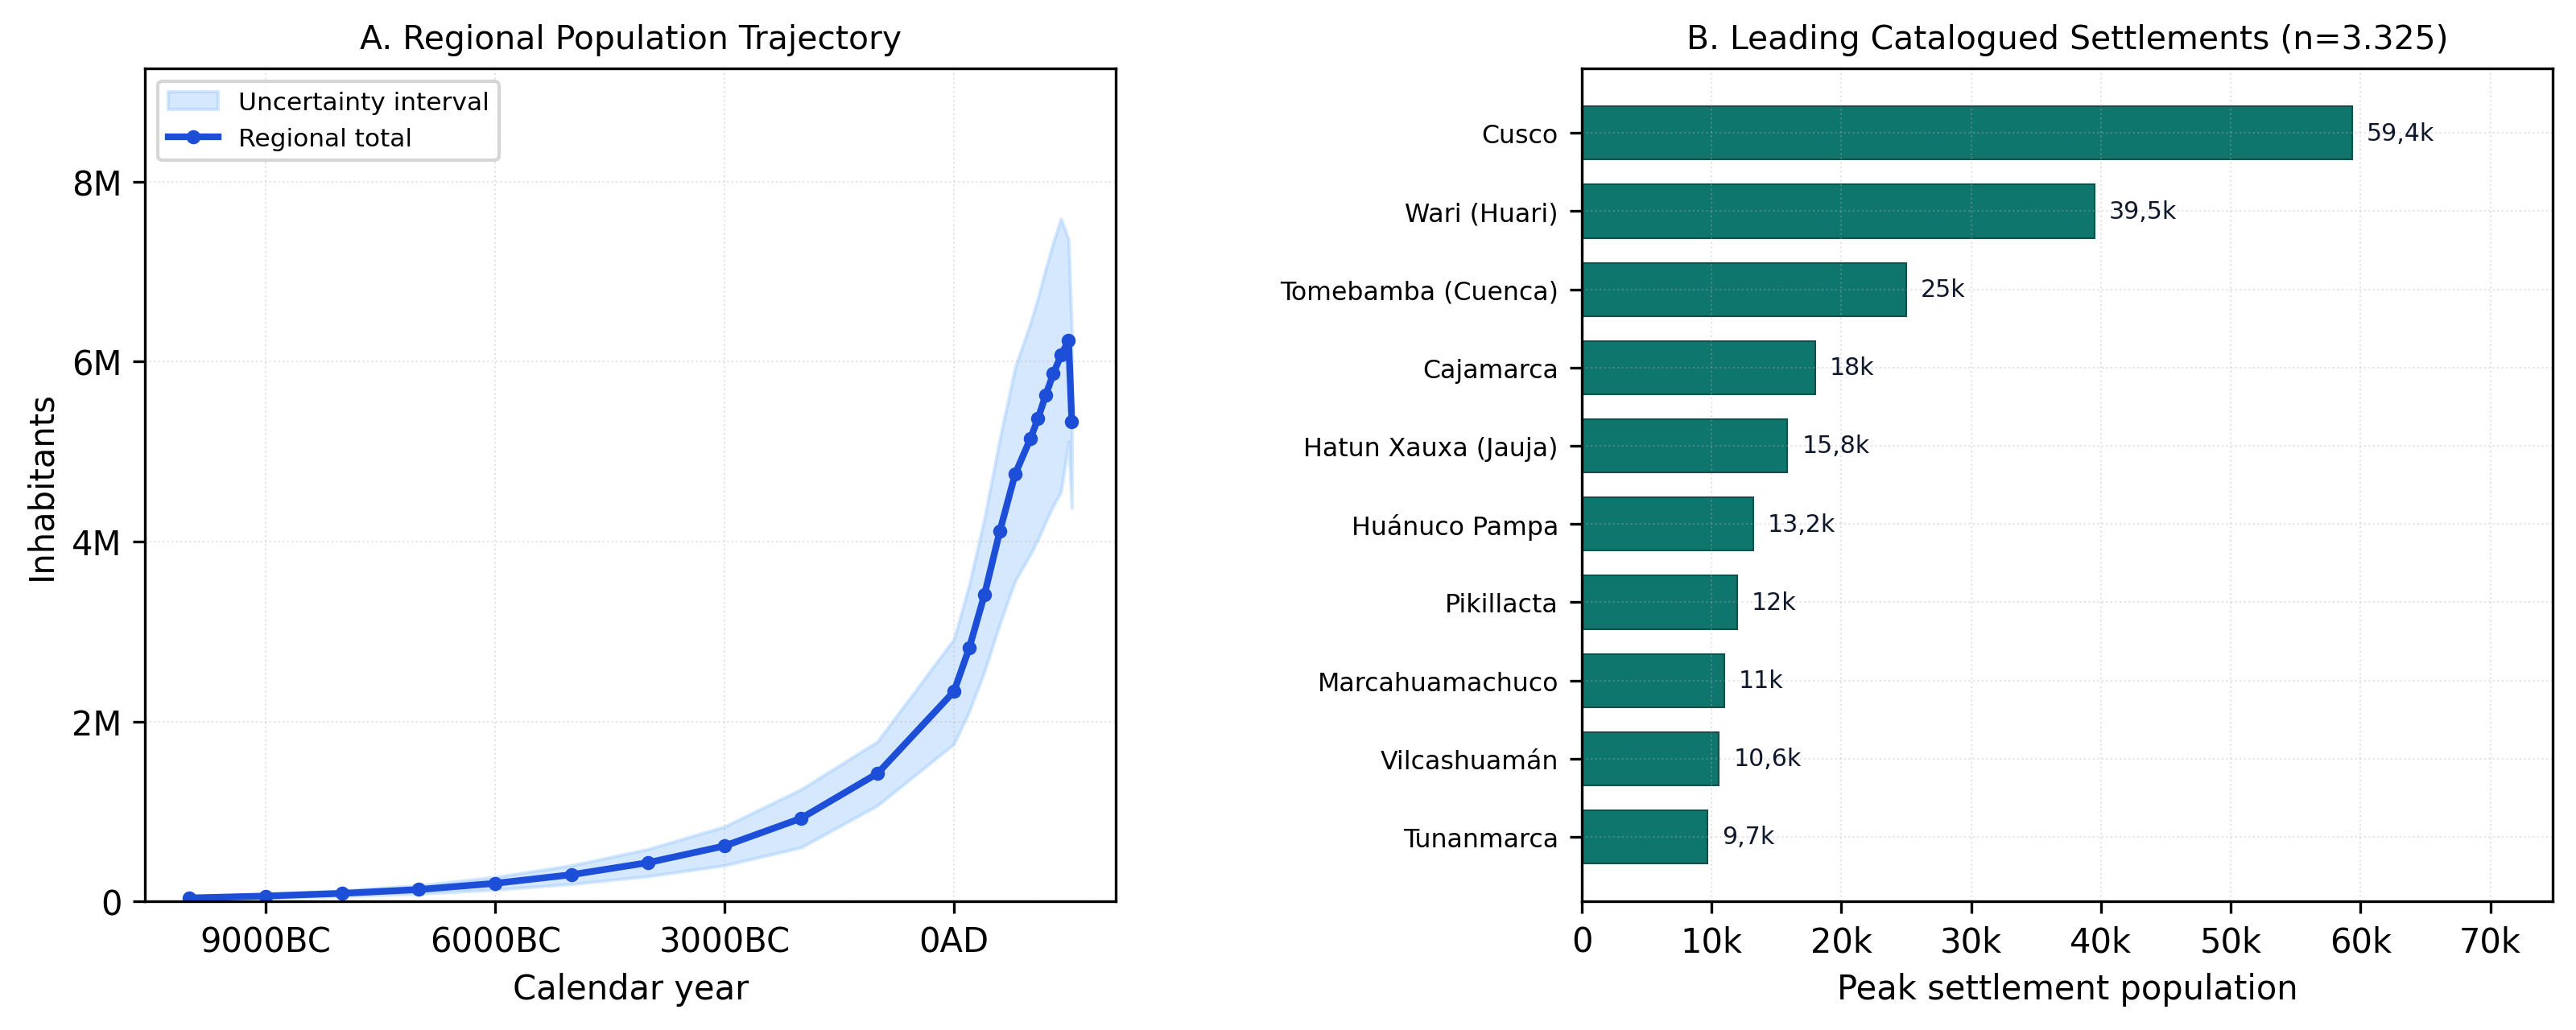 A. Regional Population Trajectory
Uncertainty interval
Regional total
Inhabitants
8M
6M
4M
2M
0
9000BC
6000BC
3000BC
0AD
Calendar year
B. Leading Catalogued Settlements (n=3.325)
Cusco
59,4k
Wari (Huari)
39,5k
Tomebamba (Cuenca)
25k
Cajamarca
18k
Hatun Xauxa (Jauja)
15,8k
Huánuco Pampa
13,2k
Pikillacta
12k
Marcahuamachuco
11k
Vilcashuamán
10,6k
Tunanmarca
9,7k
0
10k
20k
30k
40k
50k
60k
70k
Peak settlement population